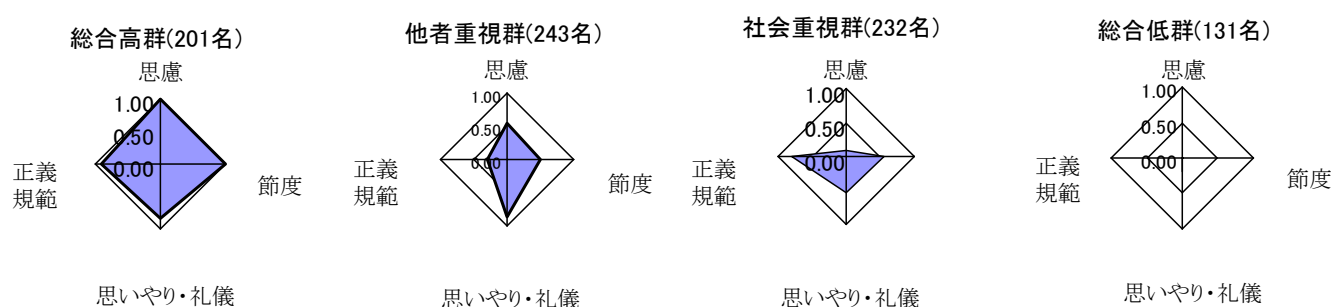 総合高群(201名)
思慮
1.00
0.50
0.00
正義
規範
節度
思いやり・礼儀
他者重視群(243名)
思慮
1.00
0.50
0.00
正義
規範
節度
思いやり・礼儀
社会重視群(232名)
思慮
1.00
0.50
0.00
正義
規範
節度
思いやり・礼儀
総合低群(131名)
思慮
1.00
0.50
0.00
正義
規範
節度
思いやり・礼儀